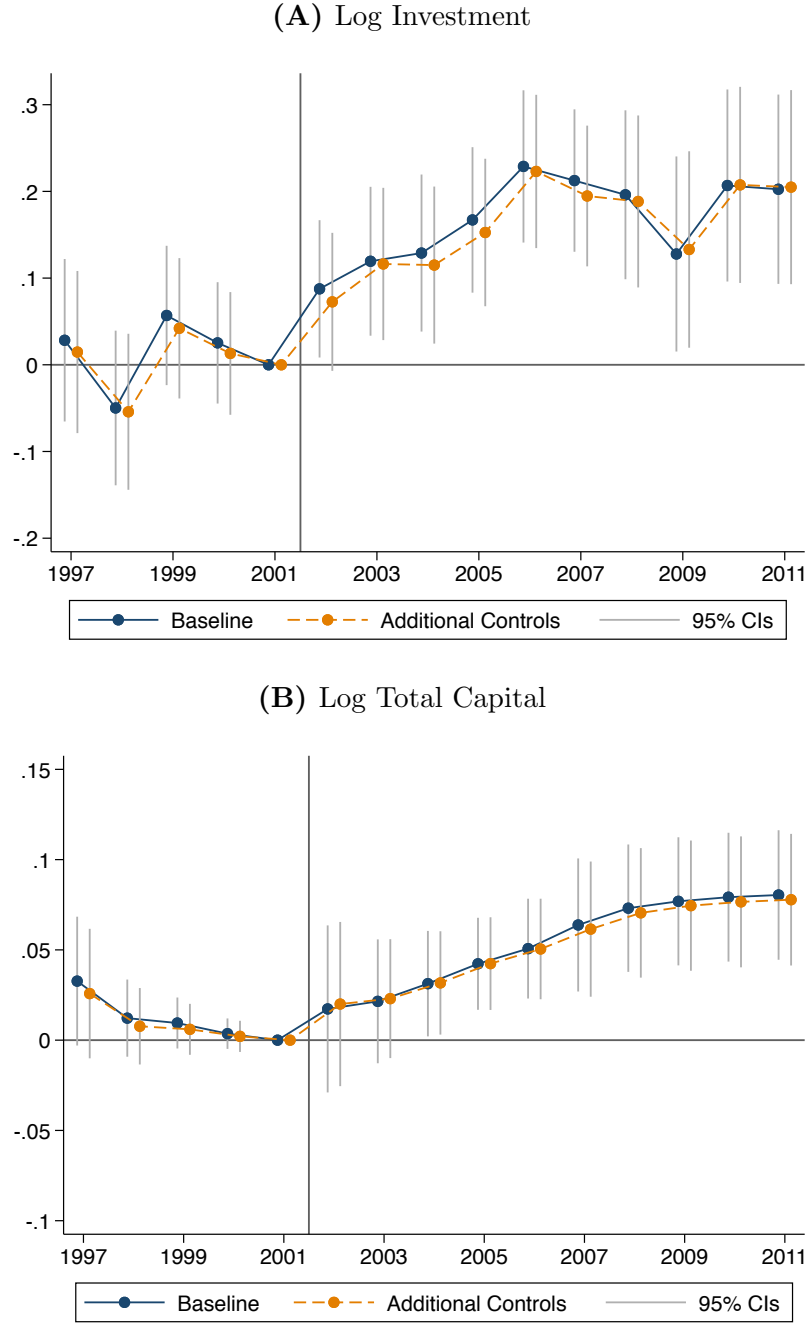 (A) Log Investment
.3
.2
.1
0
-.1
-.2
1997 1999 2001 2003 2005 2007 2009 2011
Baseline Additional Controls 95% CIs
(B) Log Total Capital
.15
.1
.05
0
-.05
-.1
1997 1999 2001 2003 2005 2007 2009 2011
Baseline Additional Controls 95% CIs